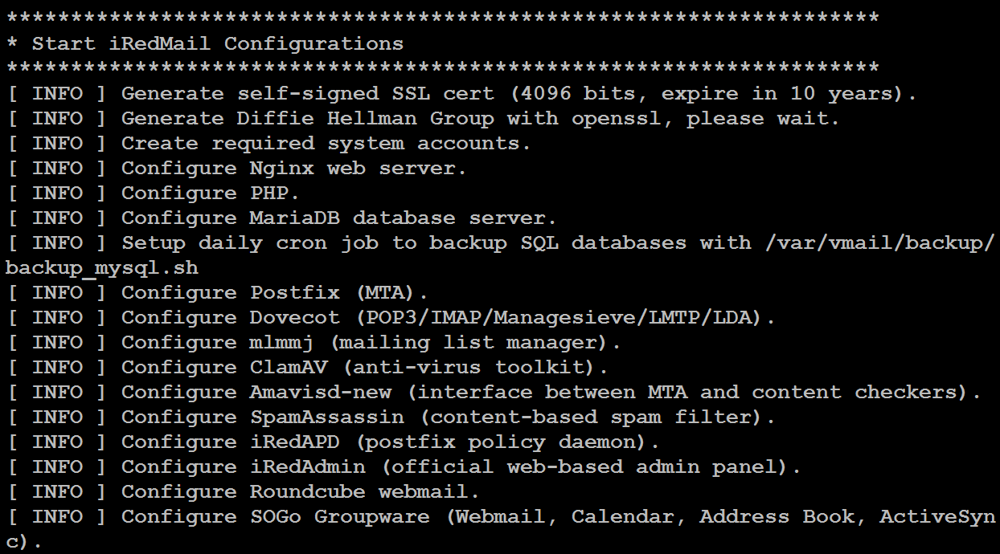 ********************************************************************
* Start iRedMail Configurations
********************************************************************
[ INFO ] Generate self-signed SSL cert (4096 bits, expire in 10 years).
[ INFO ] Generate Diffie Hellman Group with openssl, please wait.
[ INFO ] Create required system accounts.
[ INFO ] Configure Nginx web server.
[ INFO ] Configure PHP.
[ INFO ] Configure MariaDB database server.
[ INFO ] Setup daily cron job to backup SQL databases with /var/vmail/backup/
backup_mysql.sh
[ INFO ] Configure Postfix (MTA).
[ INFO ] Configure Dovecot (POP3/IMAP/Managesieve/LMTP/LDA).
[ INFO ] Configure mlmmj (mailing list manager).
[ INFO ] Configure ClamAV (anti-virus toolkit).
[ INFO ] Configure Amavisd-new (interface between MTA and content checkers).
[ INFO ] Configure SpamAssassin (content-based spam filter).
[ INFO ] Configure iRedAPD (postfix policy daemon).
[ INFO ] Configure iRedAdmin (official web-based admin panel).
[ INFO ] Configure Roundcube webmail.
[ INFO ] Configure SOGo Groupware (Webmail, Calendar, Address Book, ActiveSyn
c).